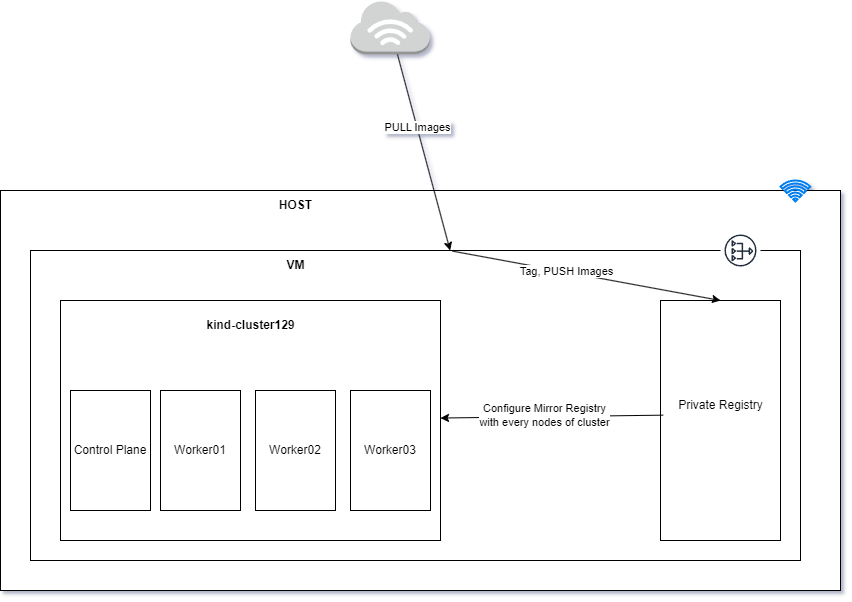 PULL Images
HOST
VM
Tag, PUSH Images
kind-cluster129
Private Registry
Configure Mirror Registry
with every nodes of cluster
Control Plane
Worker01
Worker02
Worker03